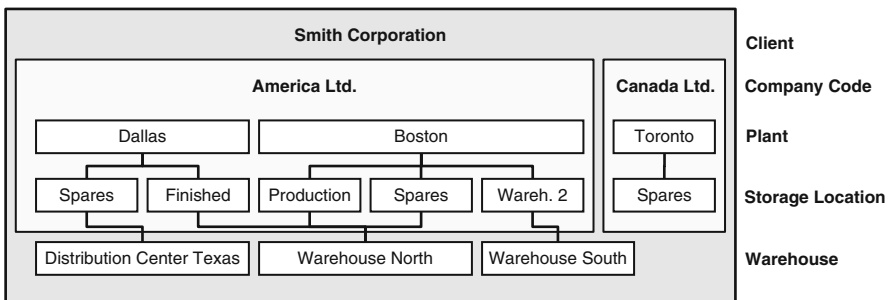 Smith Corporation
Client
America Ltd.
Canada Ltd.
Company Code
Dallas
Boston
Toronto
Plant
Spares
Finished
Production
Spares
Wareh. 2
Spares
Storage Location
Distribution Center Texas
Warehouse North
Warehouse South
Warehouse